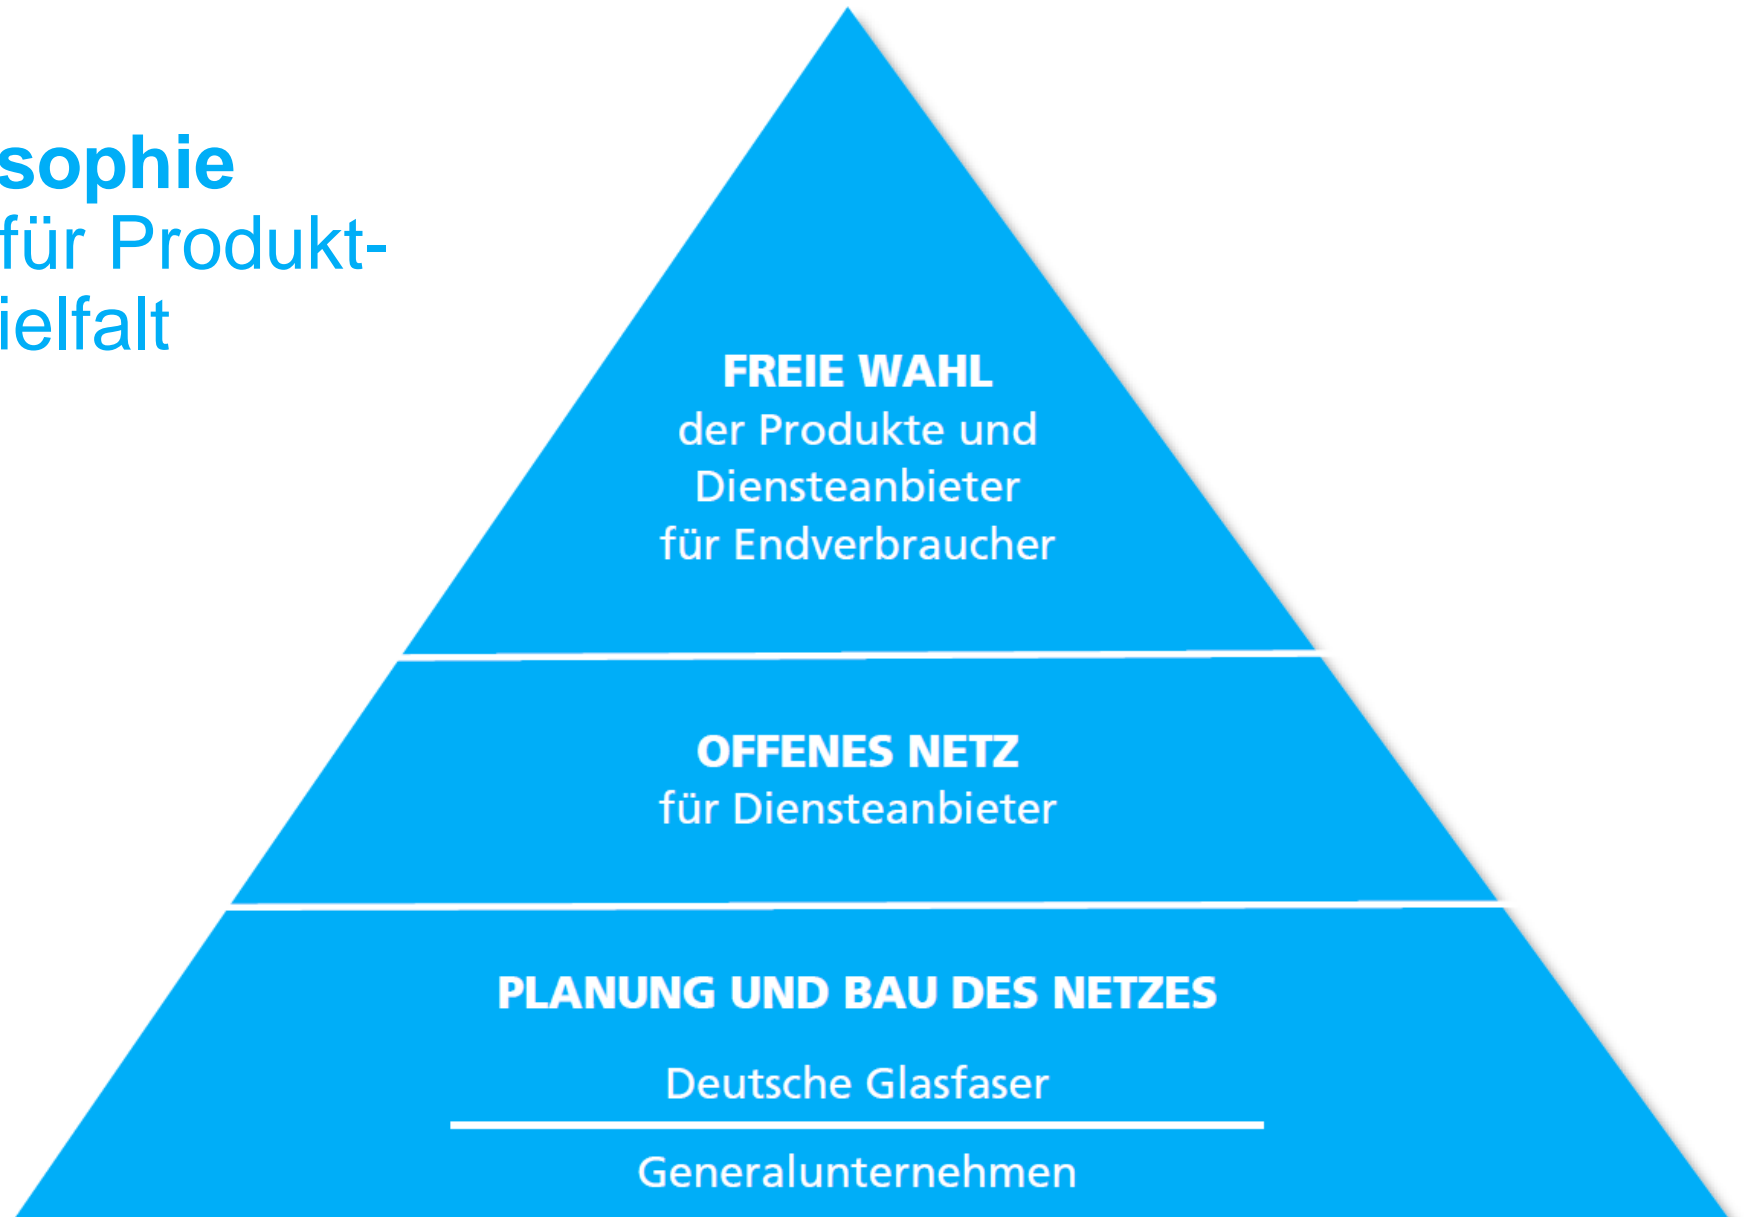 sophie
für Produkt-
ielfalt
FREIE WAHL
der Produkte und
Diensteanbieter
für Endverbraucher
OFFENES NETZ
für Diensteanbieter
PLANUNG UND BAU DES NETZES
Deutsche Glasfaser
Generalunternehmen